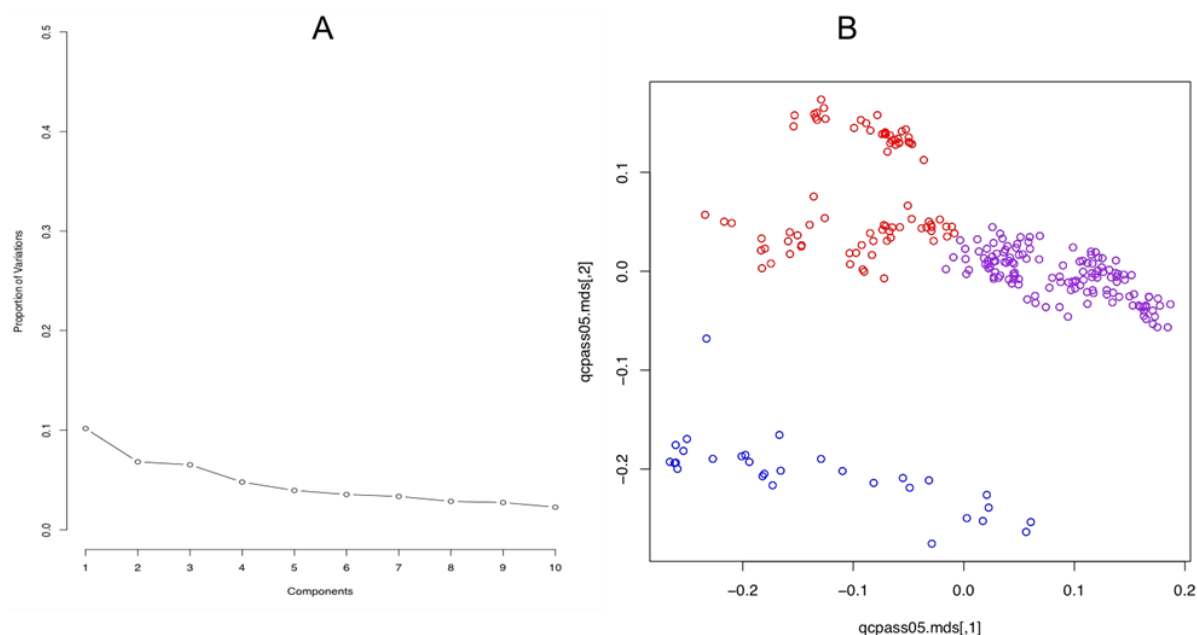 A
B
0.5
0.4
0.3
0.2
0.1
0.0
Proportion of Variations
1 2 3 4 5 6 7 8 9 10
Components
0.1
0.0
−0.1
−0.2
qcpass05.mds[,2]
−0.2 −0.1 0.0 0.1 0.2
qcpass05.mds[,1]